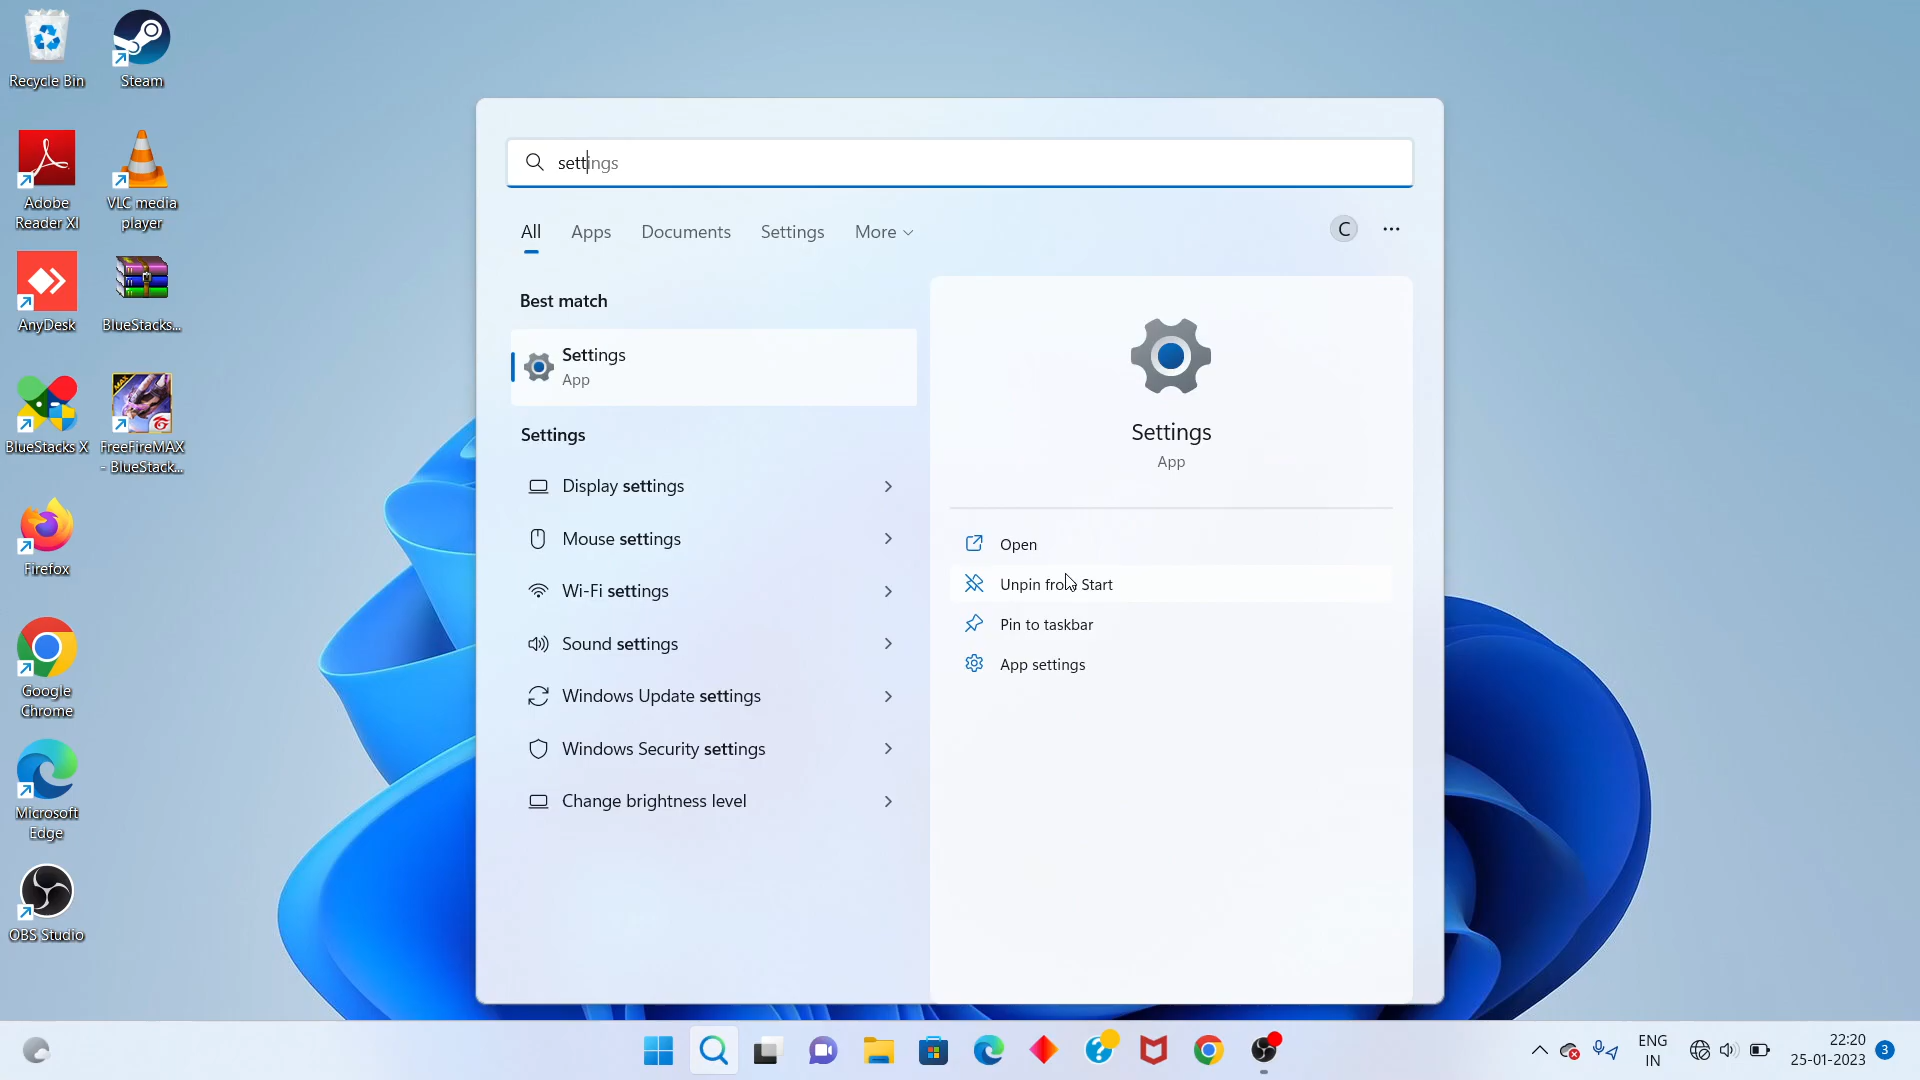 Recycle Bin
Steam
Adobe
Reader XI
VLC media
player
AnyDesk
BlueStacks...
BlueStacks X
MAX
FreeFireMAX
- BlueStack...
Firefox
Google
Chrome
Microsoft
Edge
OBS Studio
settings
All
Apps
Documents
Settings
More
C
Best match
Settings
App
Settings
Display settings
Mouse settings
Wi-Fi settings
Sound settings
Windows Update settings
Windows Security settings
Change brightness level
Settings
App
Open
Unpin from Start
Pin to taskbar
App settings
ENG
IN
22:20
25-01-2023
3